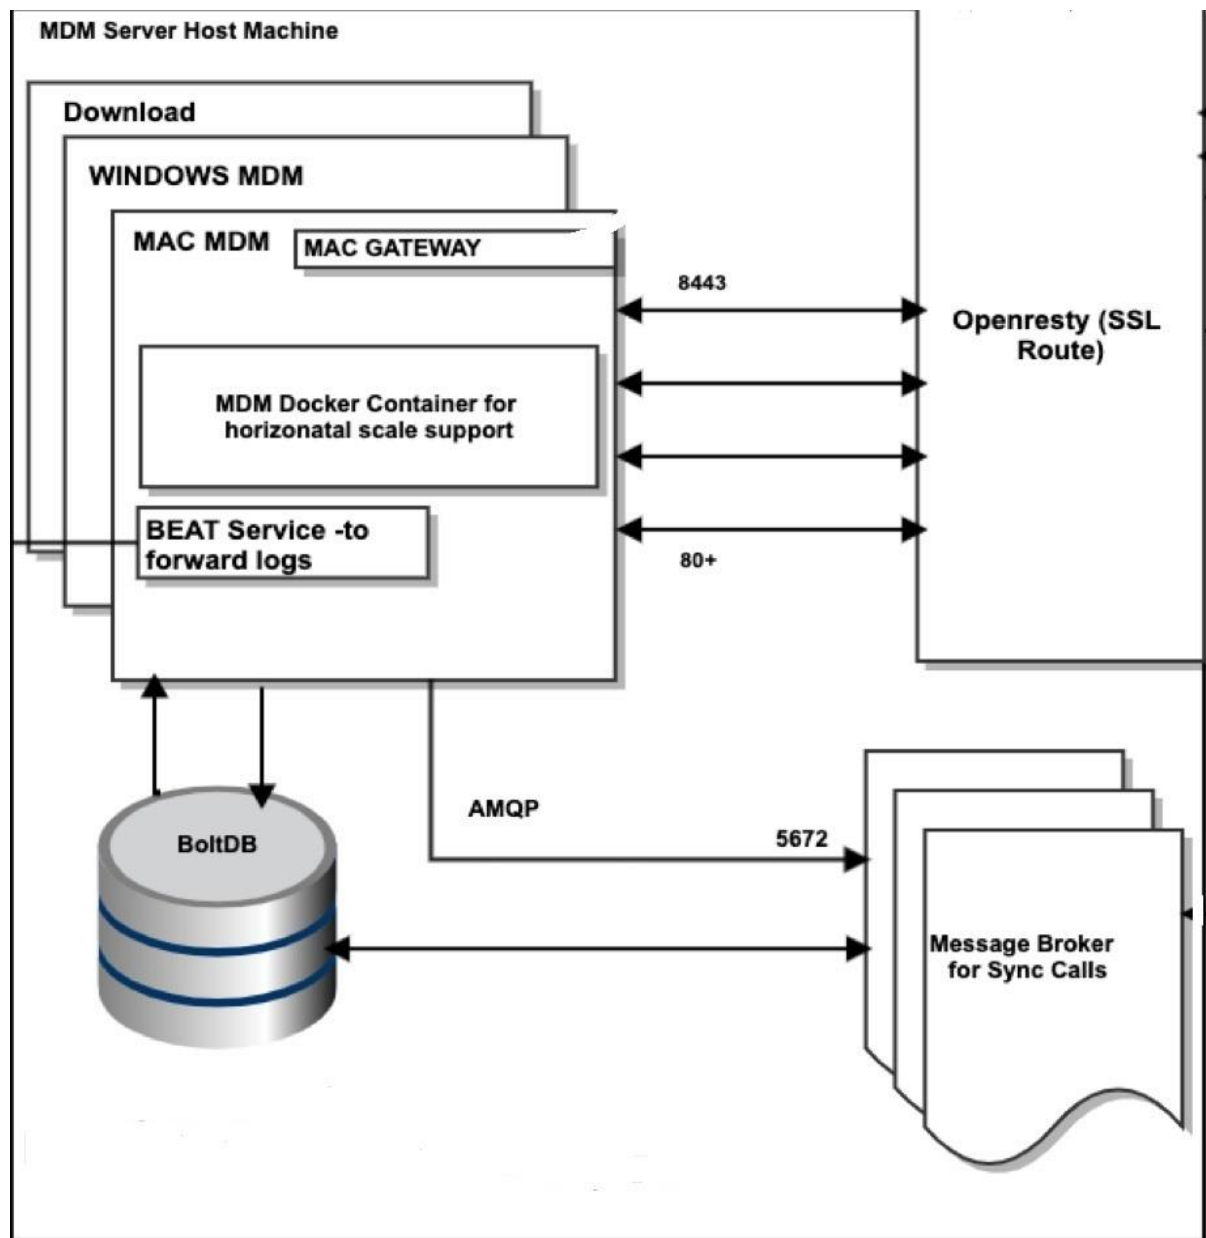 MDM Server Host Machine
Download
WINDOWS MDM
MAC MDM
MAC GATEWAY
8443
Openresty (SSL
Route)
MDM Docker Container for
horizonatal scale support
BEAT Service -to
forward logs
80+
AMQP
5672
BoltDB
Message Broker
for Sync Calls